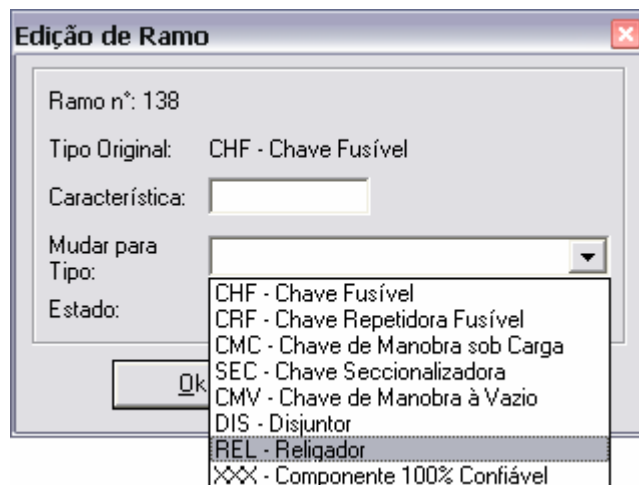 Edição de Ramo
Ramo n°: 138
Tipo Original: CHF - Chave Fusível
Característica:
Mudar para
Tipo:
Estado:
CHF - Chave Fusível
CRF - Chave Repetidora Fusível
CMC - Chave de Manobra sob Carga
SEC - Chave Seccionalizadora
CMV - Chave de Manobra à Vazio
DIS - Disjuntor
REL - Religador
XXX - Componente 100% Confiável
Ok